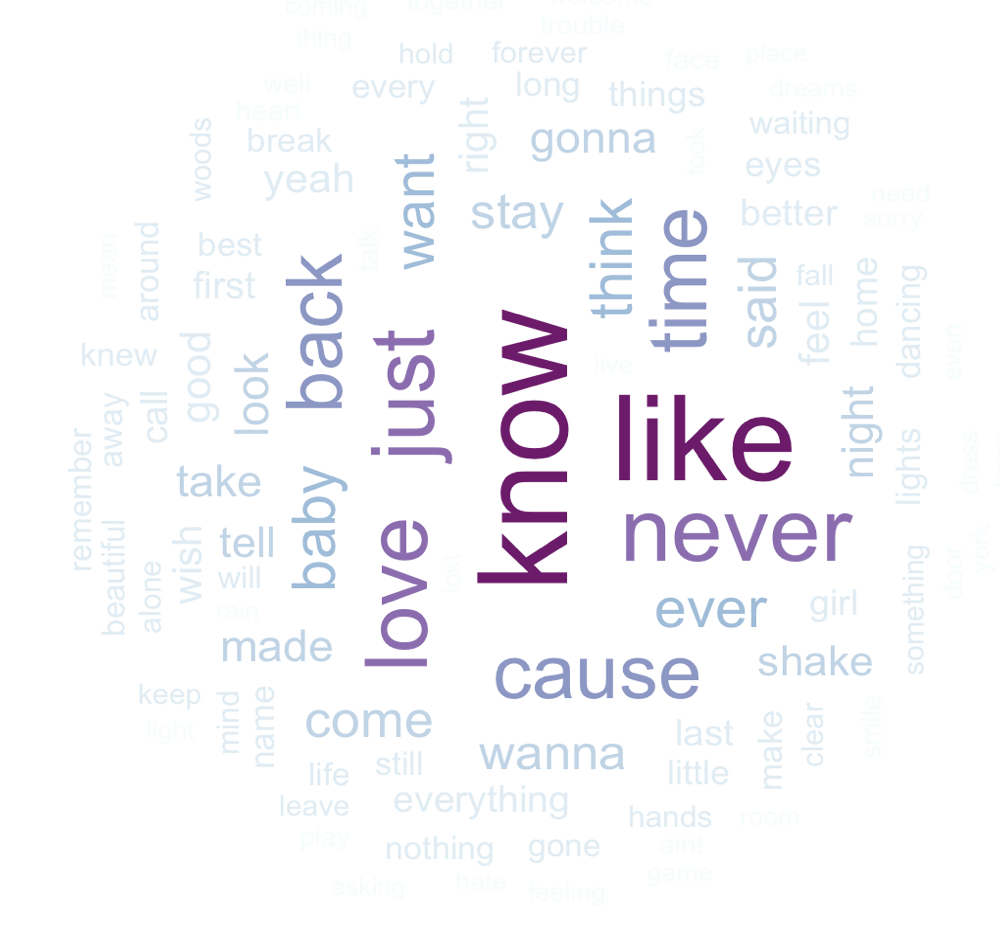 coming together welcome
thing trouble
hold forever face place
well every long things dreams
heart right waiting
woods break gonna took
yeah want eyes
stay think time better need
sorry
mean around best talk
first back said fall feel home dancing
knew good look just know live even
like
away call night
remember take baby never lights dress
beautiful wish tell love lost door york
alone will ever girl something
rain
made cause shake
keep
light mind name come wanna last make clear smile
life still little
leave everything hands room
play nothing gone aint
game
asking hate feeling